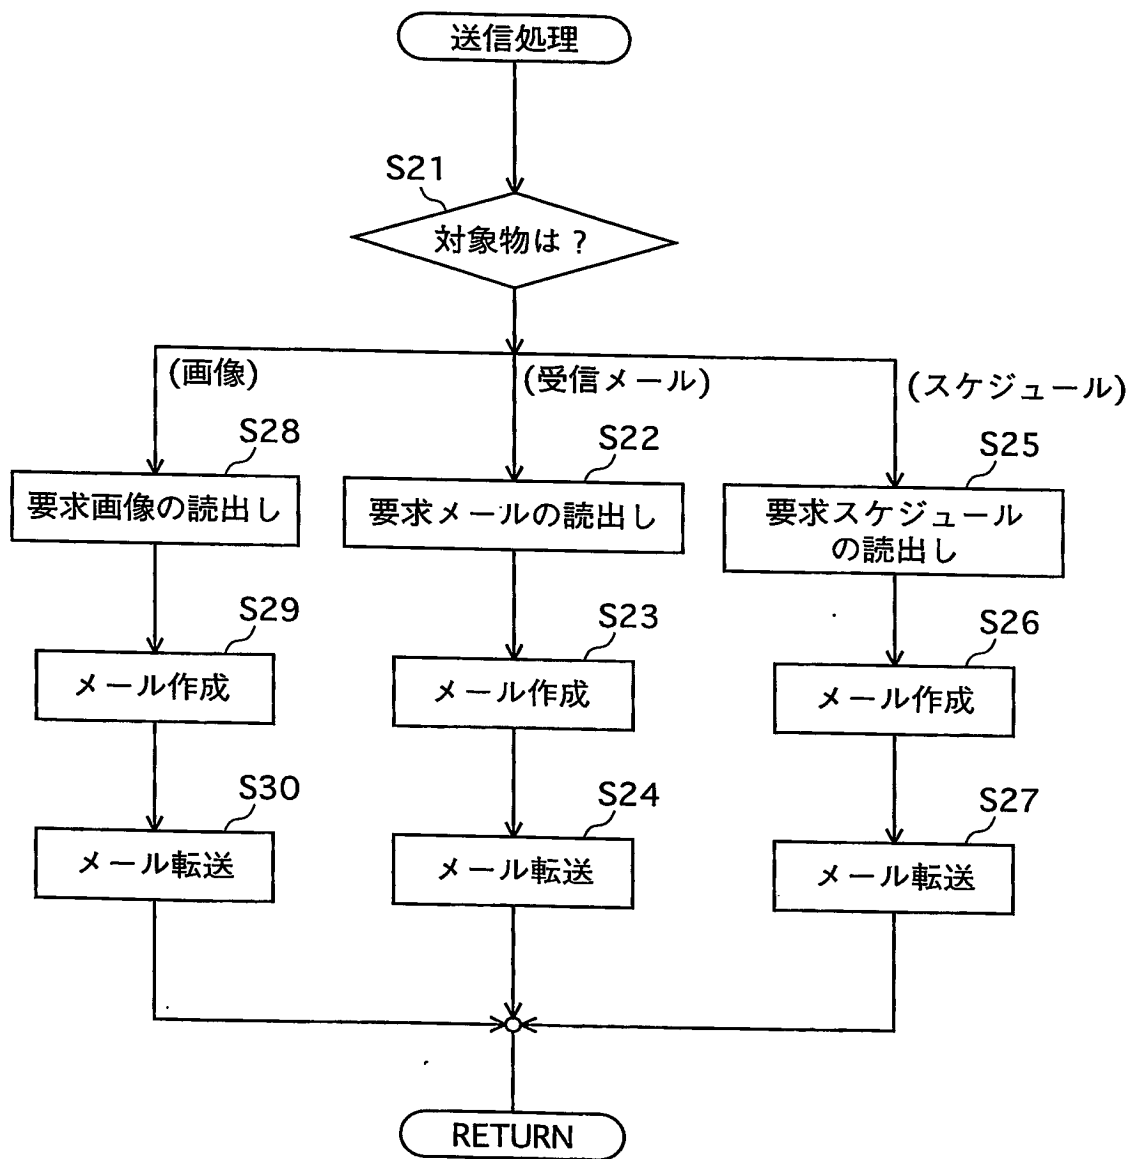 送信処理
S21
対象物は?
(画像)
(受信メール)
(スケジュール)
S28
要求画像の読出し
S22
要求メールの読出し
S25
要求スケジュール
の読出し
S29
メール作成
S23
メール作成
S26
メール作成
S30
メール転送
S24
メール転送
S27
メール転送
RETURN